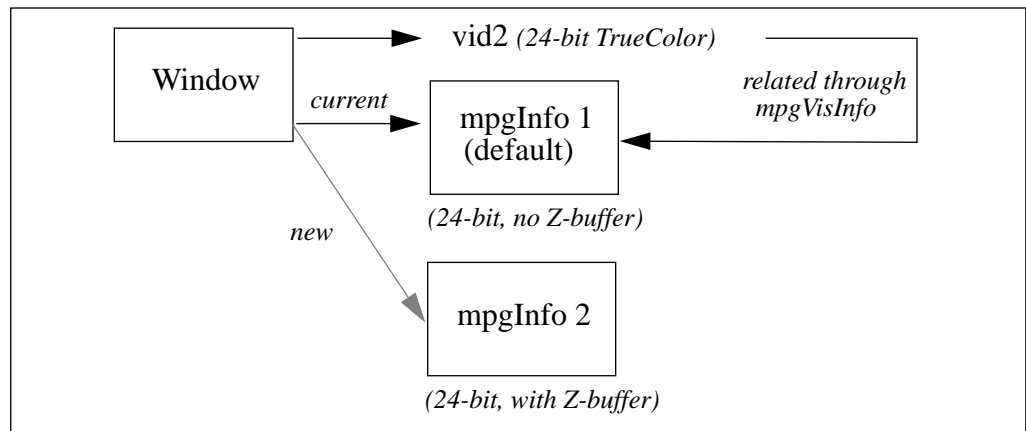 Window
vid2 (24-bit TrueColor)
related through
mpgVisInfo
current
mpgInfo 1
(default)
(24-bit, no Z-buffer)
new
mpgInfo 2
(24-bit, with Z-buffer)